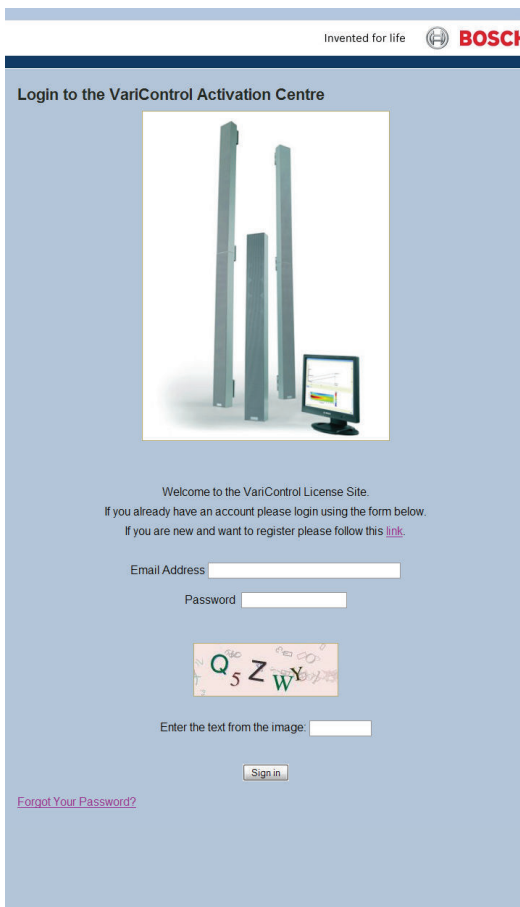 Invented for life BOSCH
Login to the VariControl Activation Centre
Welcome to the VariControl License Site.
If you already have an account please login using the form below.
If you are new and want to register please follow this link.
Email Address
Password
Q5ZWY
Enter the text from the image:
Sign in
Forgot Your Password?